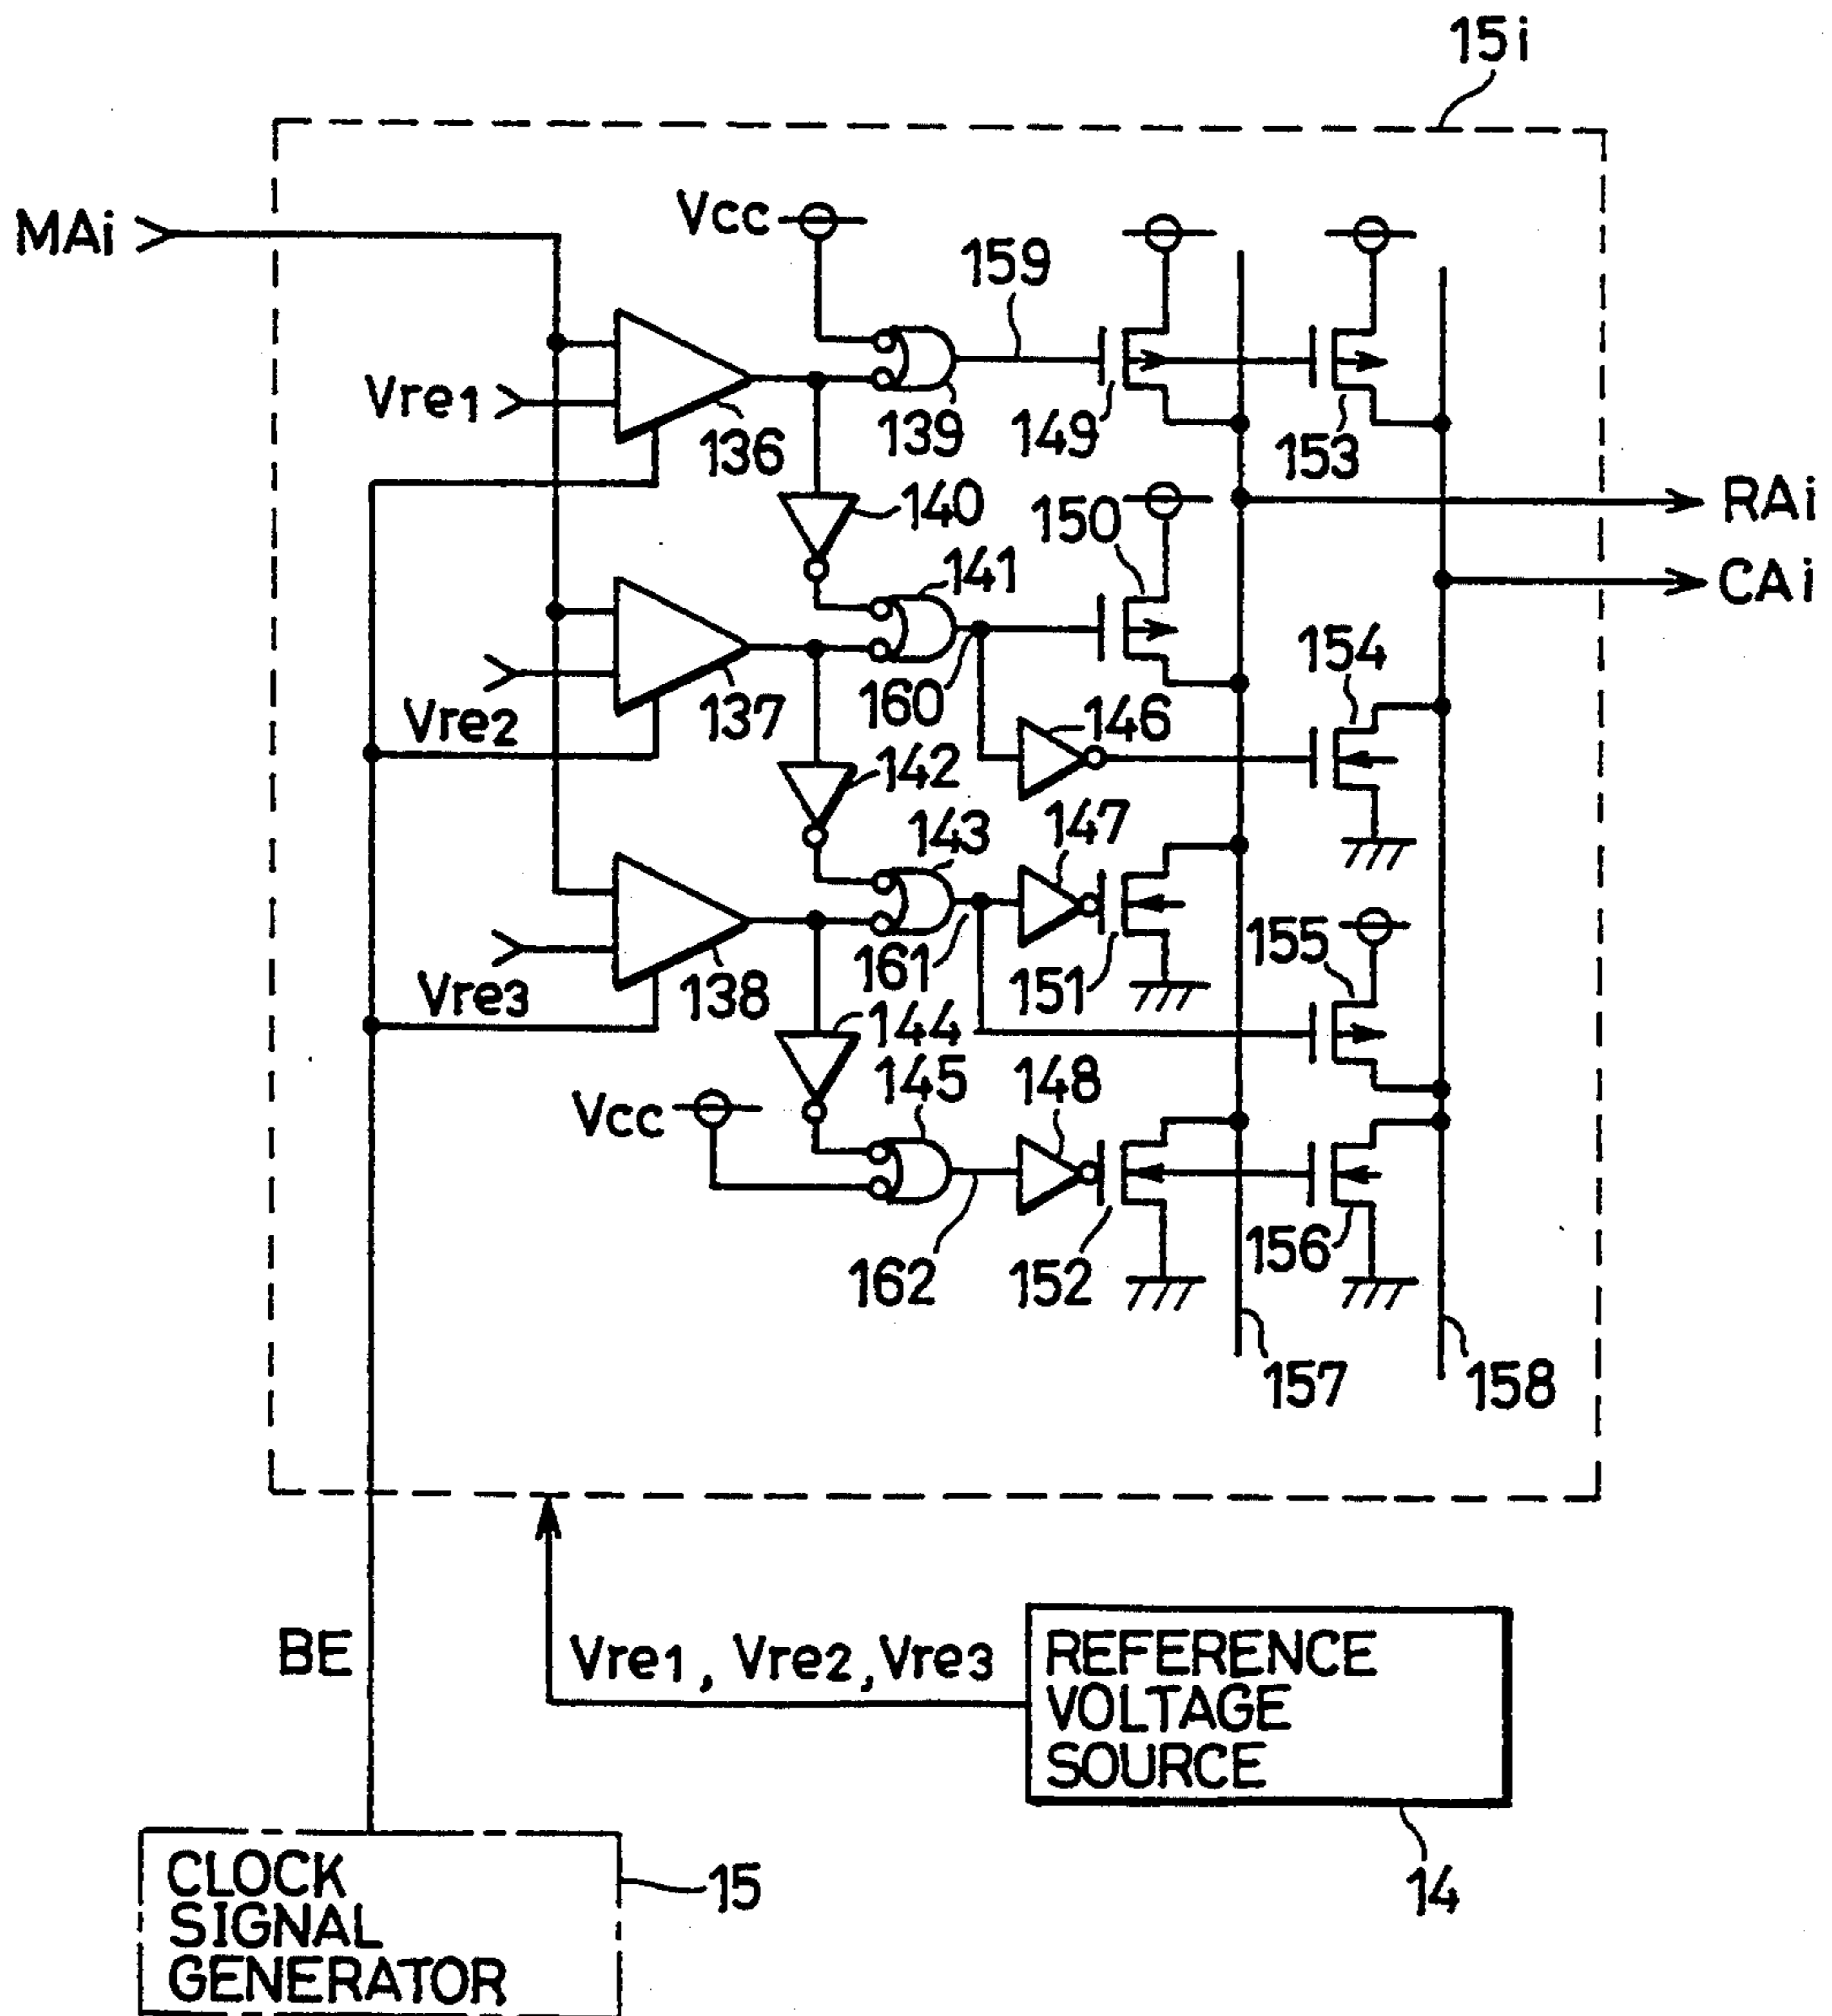 15i
MAi
Vcc
159
Vre1
136
139
149
153
RAi
140
150
CAi
141
154
Vre2
137
160
146
142
143
147
Vre3
138
161
151
155
144
145
148
Vcc
162
152
156
157
158
BE
Vre1, Vre2, Vre3
REFERENCE
VOLTAGE
SOURCE
14
CLOCK
SIGNAL
GENERATOR
15